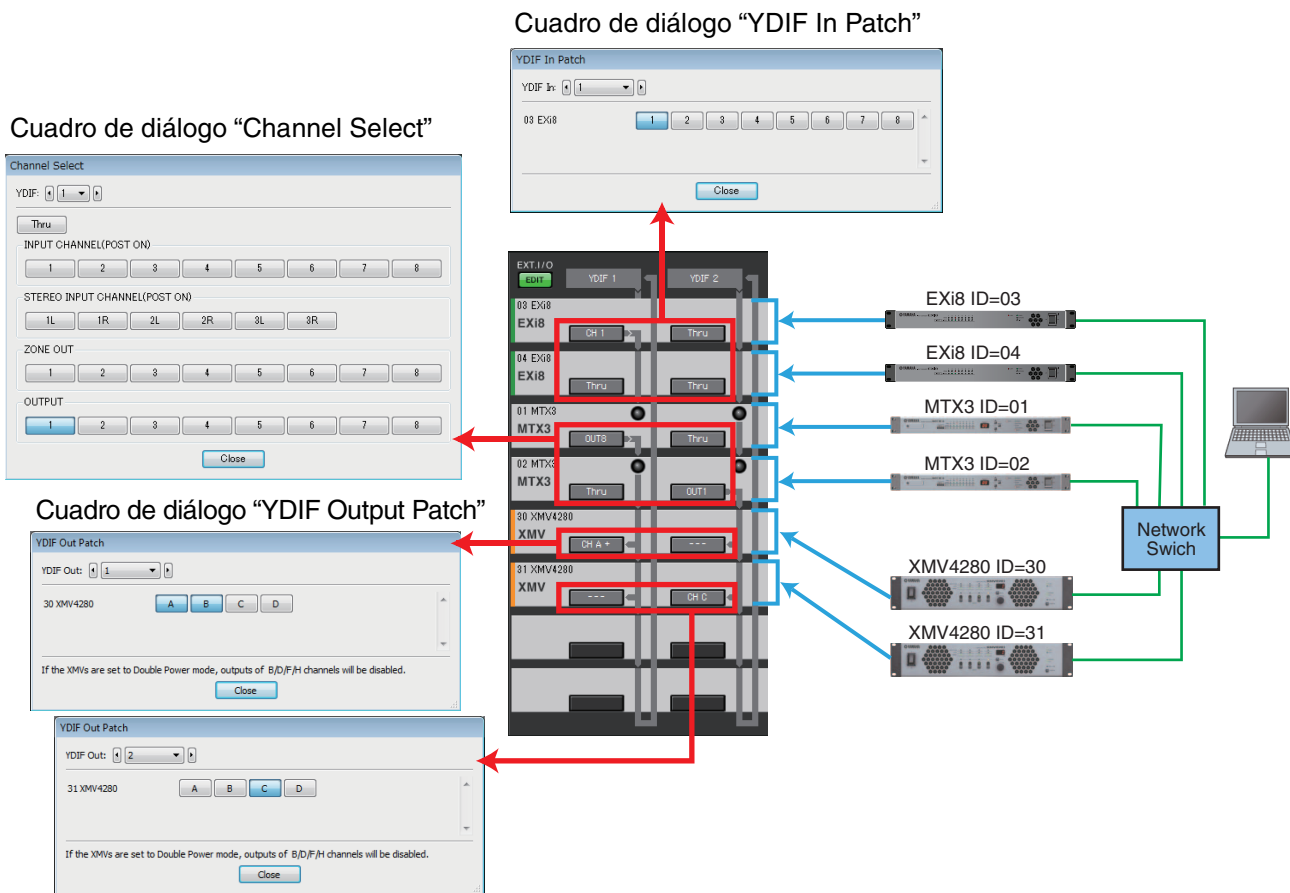 Cuadro de diálogo “YDIF In Patch”
YDIF In Patch
YDIF In: 1
03 EXi8 1 2 3 4 5 6 7 8
Close
Cuadro de diálogo “Channel Select”
Channel Select
YDIF: 1
Thru
INPUT CHANNEL(POST ON)
1 2 3 4 5 6 7 8
STEREO INPUT CHANNEL(POST ON)
1L 1R 2L 2R 3L 3R
ZONE OUT
1 2 3 4 5 6 7 8
OUTPUT
1 2 3 4 5 6 7 8
Close
EXT.I/O
EDIT YDIF 1 YDIF 2
03 EXi8
EXi8
CH 1 Thru
04 EXi8
EXi8
Thru Thru
01 MTX3
MTX3
OUT8 Thru
02 MTX3
MTX3
Thru OUT1
30 XMV4280
XMV
CH A + ---
31 XMV4280
XMV
--- CH C
EXi8 ID=03
EXi8 ID=04
MTX3 ID=01
MTX3 ID=02
Network
Swich
XMV4280 ID=30
XMV4280 ID=31
Cuadro de diálogo “YDIF Output Patch”
YDIF Out Patch
YDIF Out: 1
30 XMV4280 A B C D
If the XMVs are set to Double Power mode, outputs of B/D/F/H channels will be disabled.
Close
YDIF Out Patch
YDIF Out: 2
31 XMV4280 A B C D
If the XMVs are set to Double Power mode, outputs of B/D/F/H channels will be disabled.
Close